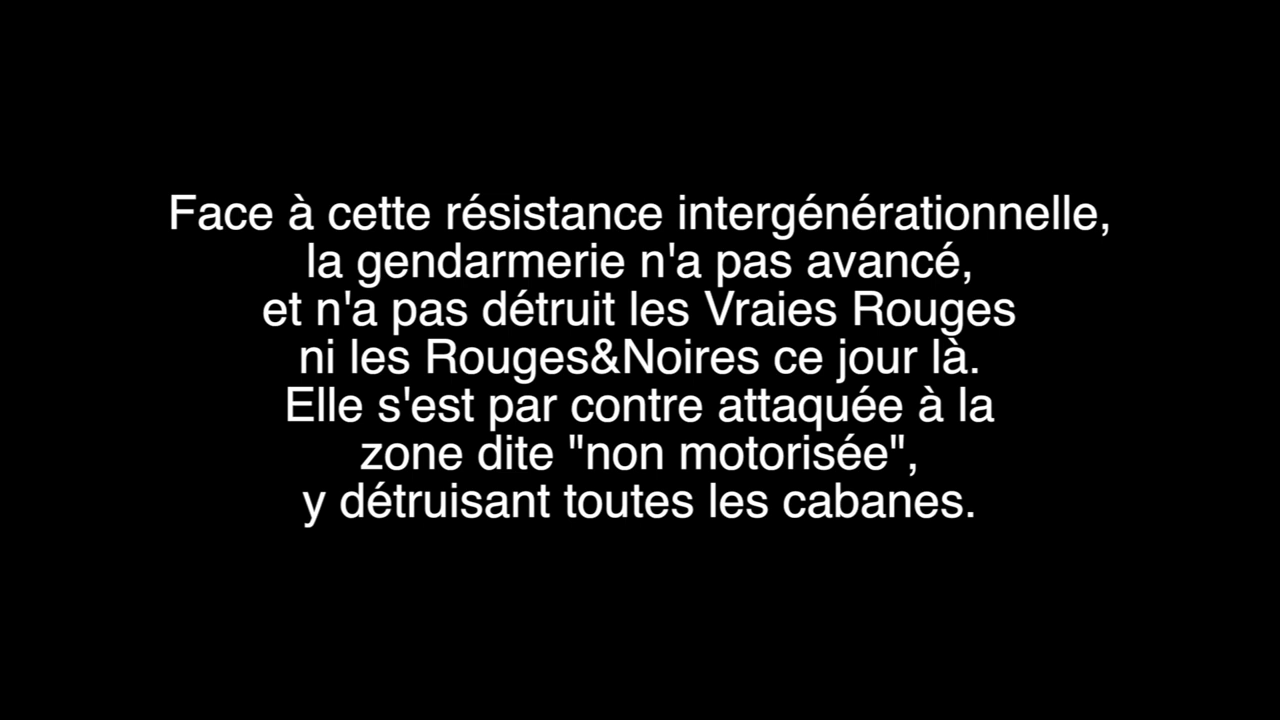 Face à cette résistance intergénérationnelle,
la gendarmerie n'a pas avancé,
et n'a pas détruit les Vraies Rouges
ni les Rouges&Noires ce jour là.
Elle s'est par contre attaquée à la
zone dite "non motorisée",
y détruisant toutes les cabanes.